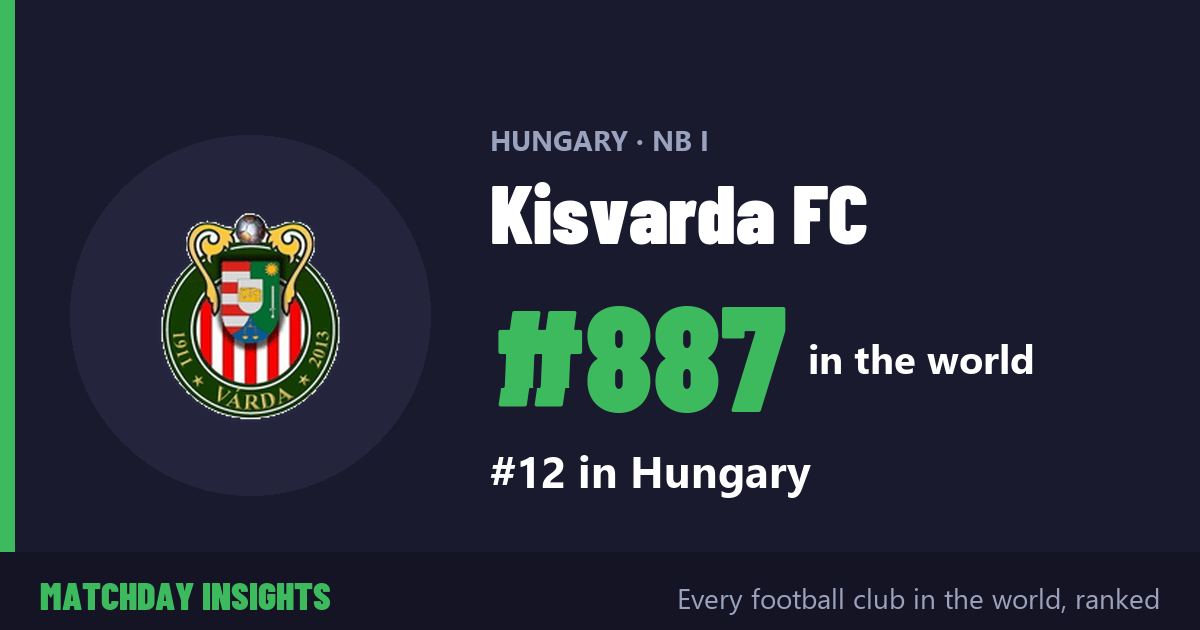 HUNGARY · NB I
Kisvarda FC
#887 in the world
#12 in Hungary
1911 ★ VÁRDA ★ 2013
MATCHDAY INSIGHTS
Every football club in the world, ranked